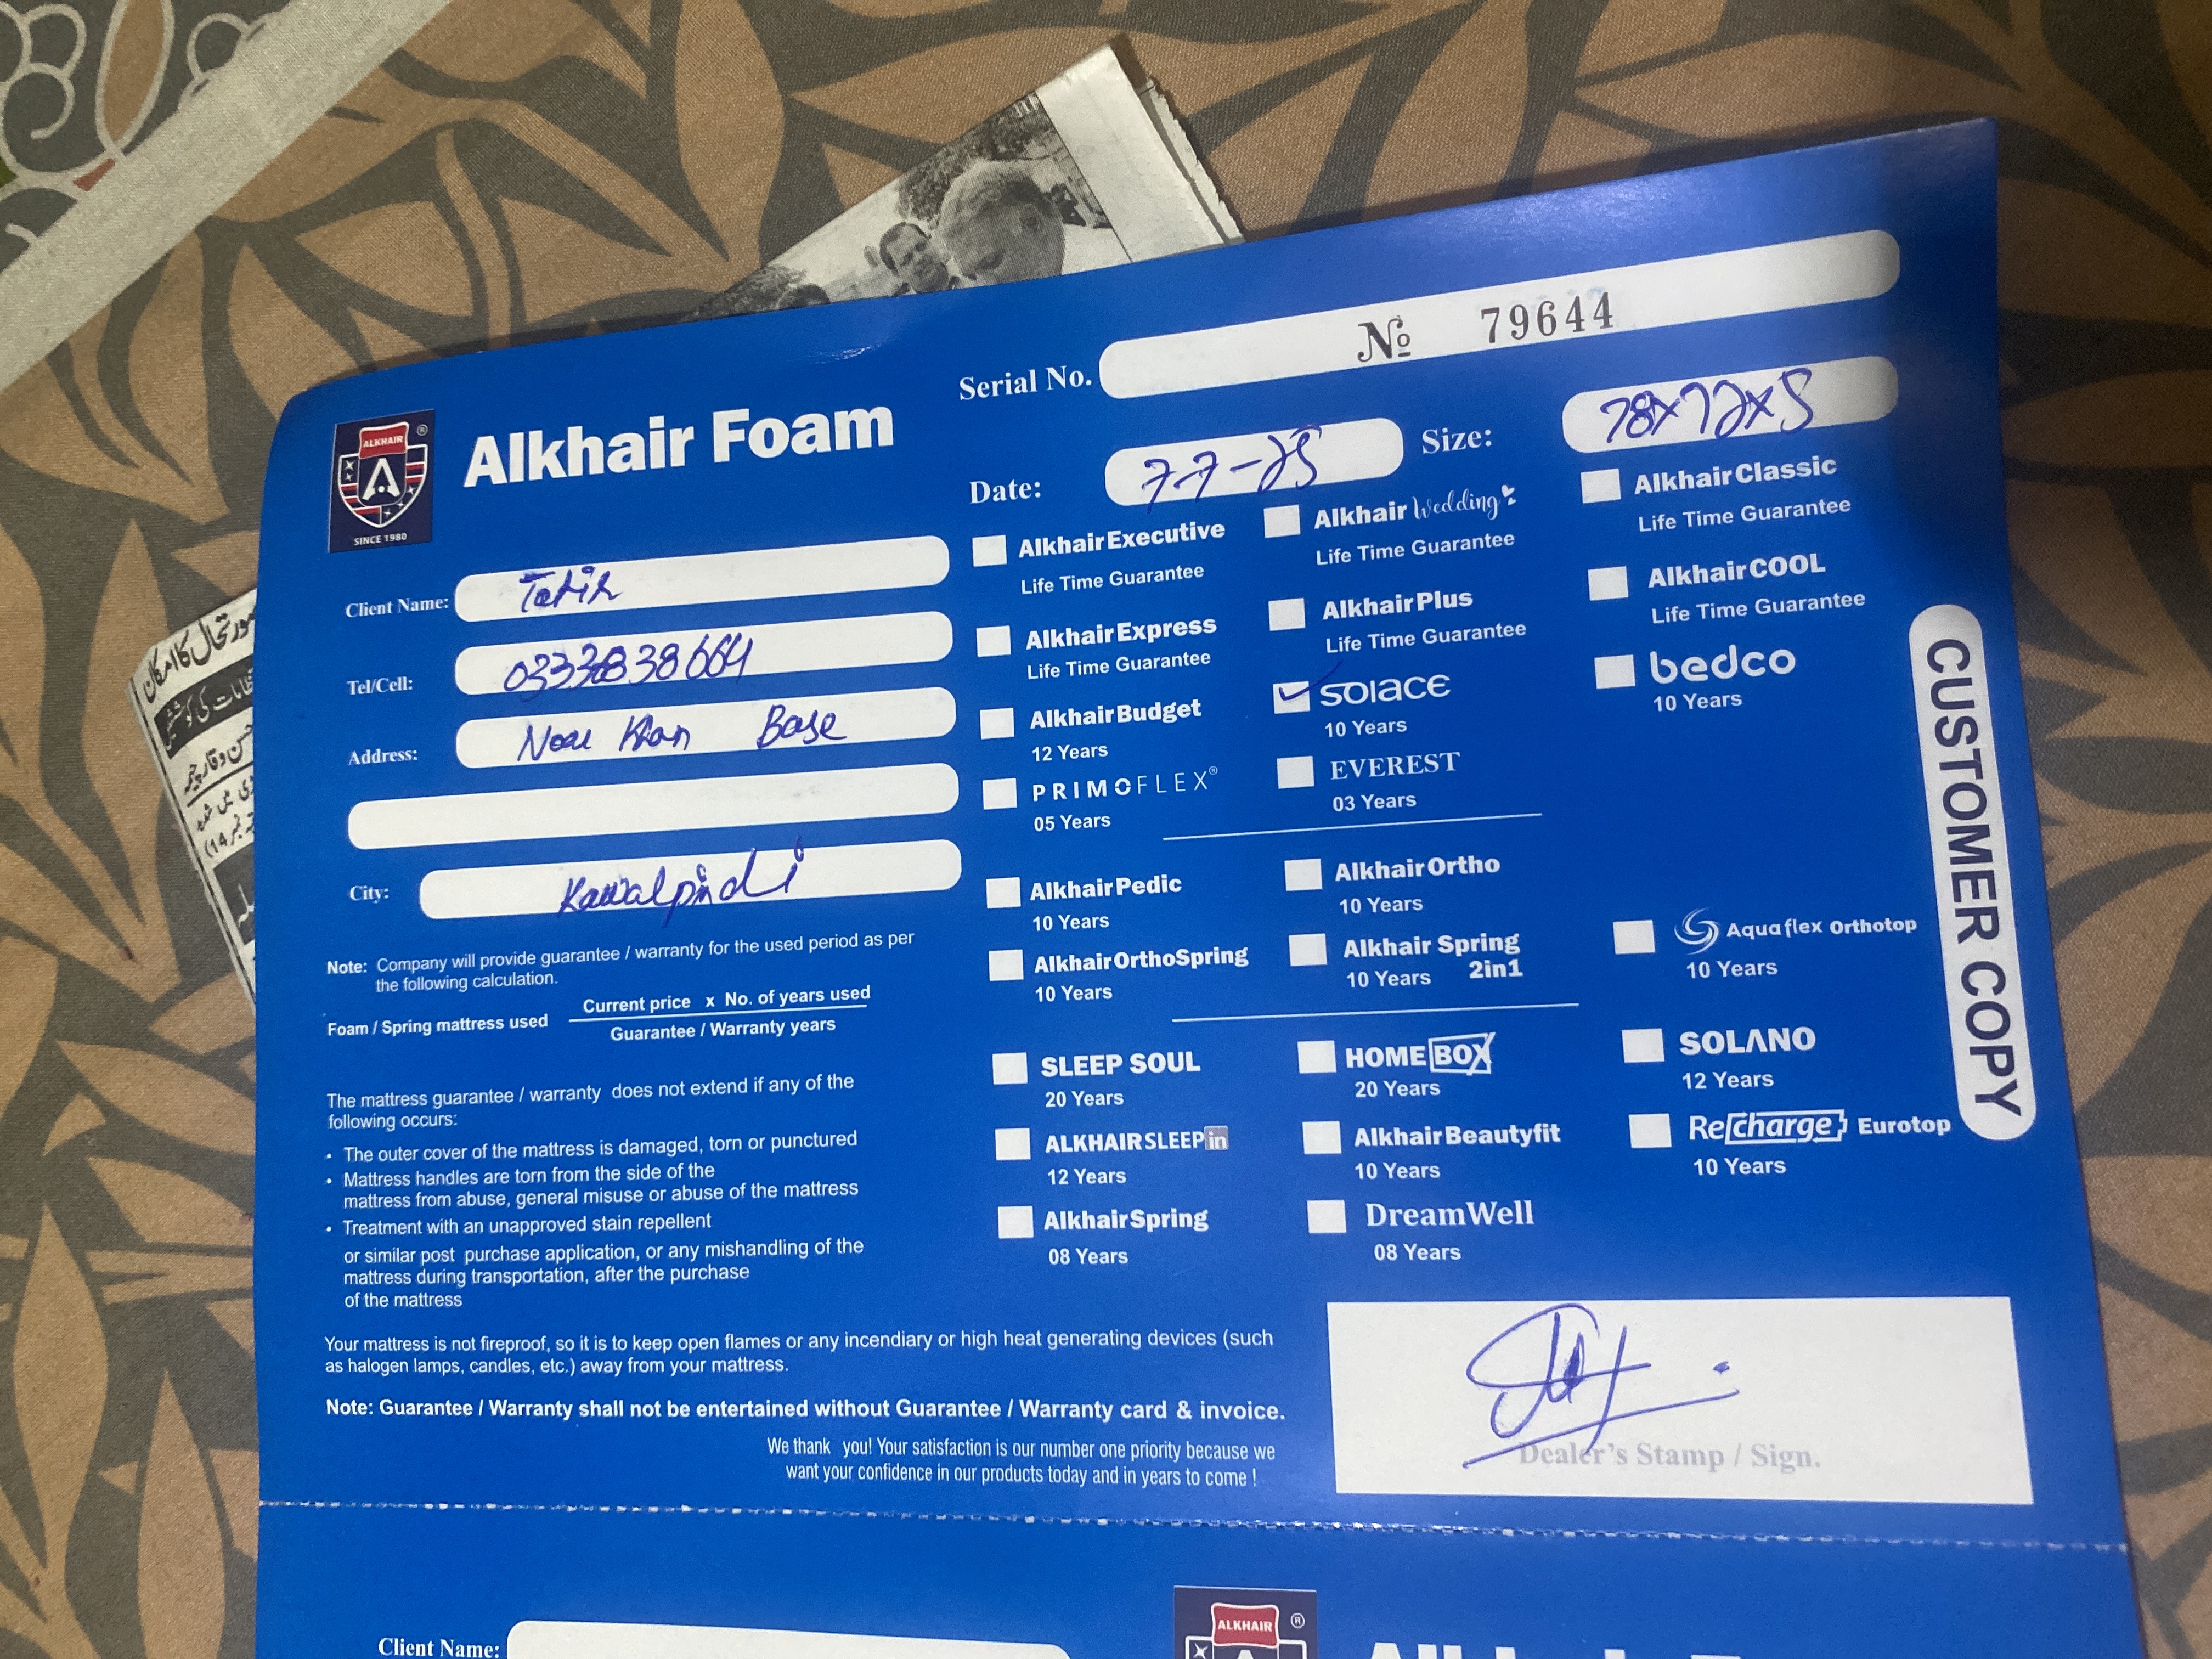 Serial No. № 79644
ALKHAIR ®
A
SINCE 1980
Alkhair Foam
Date: 7-7-25
Size: 78x72x5
Client Name: Tahir
Tel/Cell: 03338838664
Address: Noor Khan Base
City: Rawalpindi
Note: Company will provide guarantee / warranty for the used period as per
the following calculation.
Foam / Spring mattress used
Current price x No. of years used
Guarantee / Warranty years
The mattress guarantee / warranty does not extend if any of the
following occurs:
• The outer cover of the mattress is damaged, torn or punctured
• Mattress handles are torn from the side of the
mattress from abuse, general misuse or abuse of the mattress
• Treatment with an unapproved stain repellent
or similar post purchase application, or any mishandling of the
mattress during transportation, after the purchase
of the mattress
Your mattress is not fireproof, so it is to keep open flames or any incendiary or high heat generating devices (such
as halogen lamps, candles, etc.) away from your mattress.
Note: Guarantee / Warranty shall not be entertained without Guarantee / Warranty card & invoice.
We thank you! Your satisfaction is our number one priority because we
want your confidence in our products today and in years to come !
Alkhair Executive
Life Time Guarantee
Alkhair Wedding
Life Time Guarantee
Alkhair Classic
Life Time Guarantee
Alkhair Express
Life Time Guarantee
Alkhair Plus
Life Time Guarantee
Alkhair COOL
Life Time Guarantee
Alkhair Budget
12 Years
✓ SOLACE
10 Years
bedco
10 Years
PRIMOFLEX®
05 Years
EVEREST
03 Years
Alkhair Pedic
10 Years
Alkhair Ortho
10 Years
Alkhair OrthoSpring
10 Years
Alkhair Spring
10 Years 2in1
Aquaflex Orthotop
10 Years
SLEEP SOUL
20 Years
HOME BOX
20 Years
SOLANO
12 Years
ALKHAIR SLEEP in
12 Years
Alkhair Beautyfit
10 Years
Recharge Eurotop
10 Years
Alkhair Spring
08 Years
DreamWell
08 Years
CUSTOMER COPY
Dealer's Stamp / Sign.
Client Name:
ALKHAIR ®